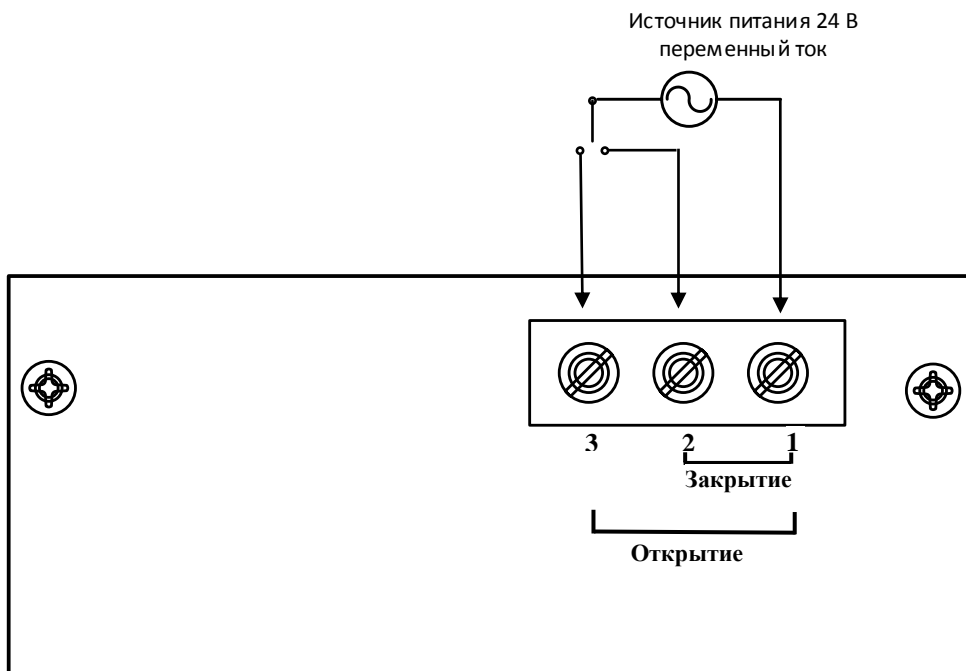 Источник питания 24 В
переменный ток
3 2 1
Закрытие
Открытие